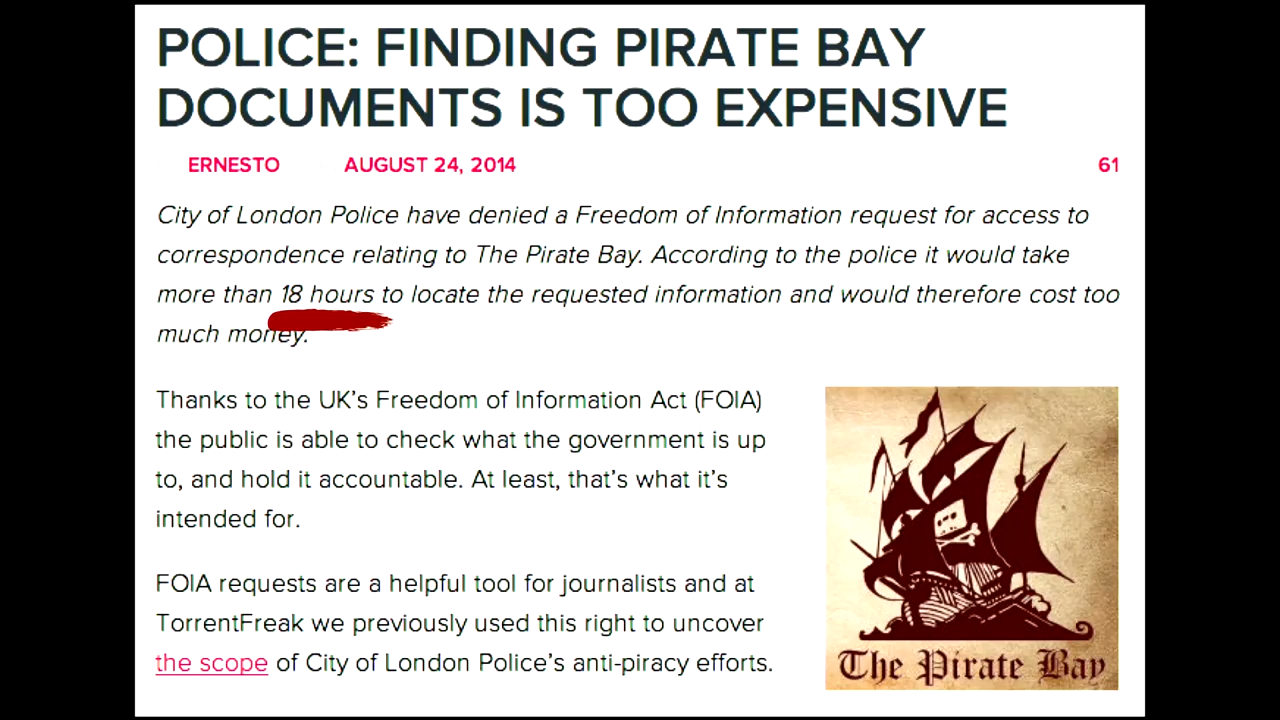 POLICE: FINDING PIRATE BAY
DOCUMENTS IS TOO EXPENSIVE
ERNESTO AUGUST 24, 2014 61
City of London Police have denied a Freedom of Information request for access to
correspondence relating to The Pirate Bay. According to the police it would take
more than 18 hours to locate the requested information and would therefore cost too
much money.
Thanks to the UK's Freedom of Information Act (FOIA)
the public is able to check what the government is up
to, and hold it accountable. At least, that's what it's
intended for.
FOIA requests are a helpful tool for journalists and at
TorrentFreak we previously used this right to uncover
the scope of City of London Police's anti-piracy efforts.
The Pirate Bay